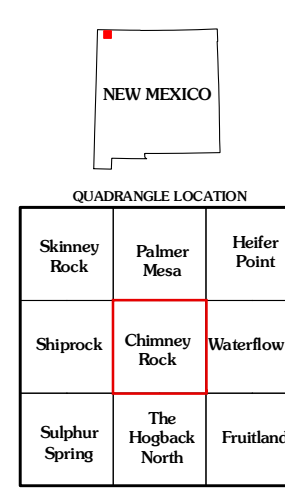 NEW MEXICO
QUADRANGLE LOCATION
Skinney
Rock
Palmer
Mesa
Heifer
Point
Shiprock
Chimney
Rock
Waterflow
Sulphur
Spring
The
Hogback
North
Fruitland